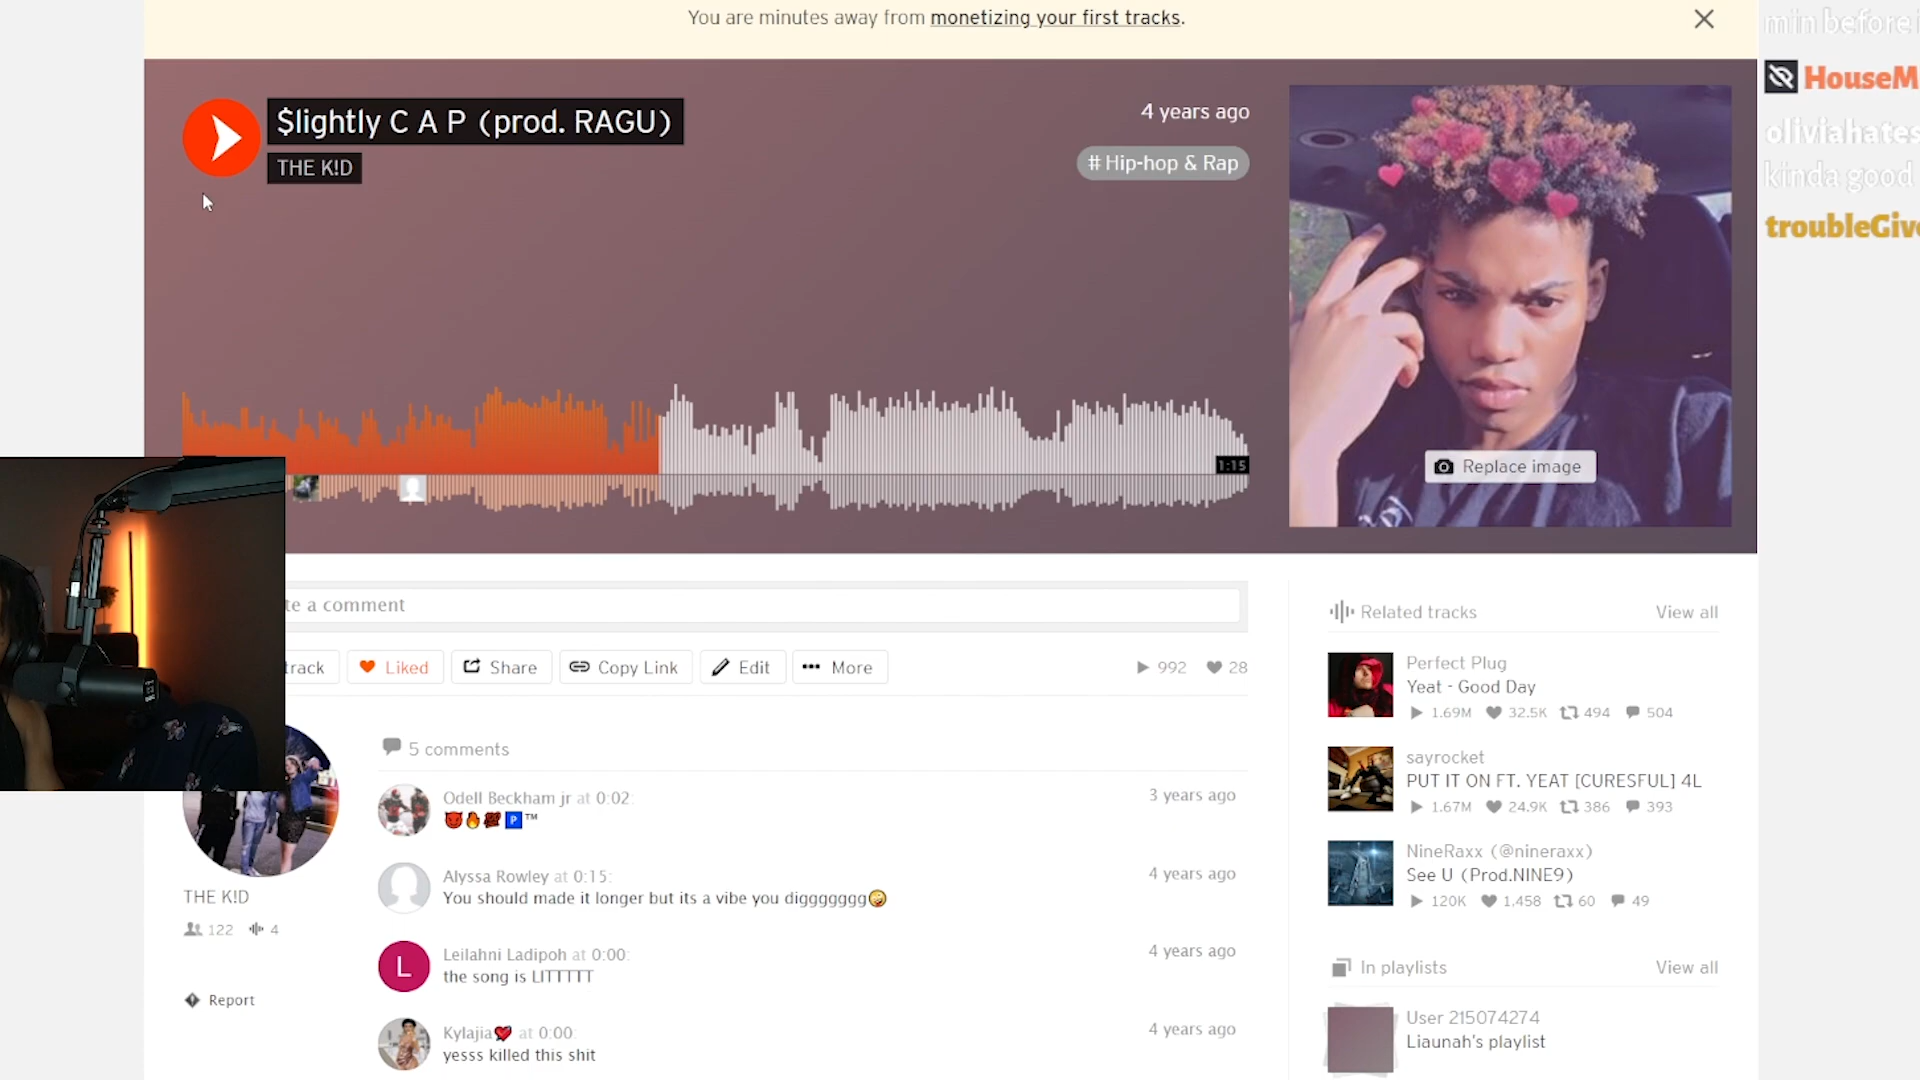 You are minutes away from monetizing your first tracks.
$lightly C A P (prod. RAGU)
THE K!D
4 years ago
# Hip-hop & Rap
1:15
Replace image
te a comment
track
Liked
Share
Copy Link
Edit
More
992
28
5 comments
Odell Beckham jr at 0:02:
3 years ago
😈🔥💯🅿️™
Alyssa Rowley at 0:15:
4 years ago
You should made it longer but its a vibe you digggggggg🤪
Leilahni Ladipoh at 0:00:
4 years ago
L
the song is LITTTTT
Kylajia💘 at 0:00:
4 years ago
yesss killed this shit
THE K!D
122
4
Report
Related tracks
View all
Perfect Plug
Yeat - Good Day
1.69M 32.5K 494 504
sayrocket
PUT IT ON FT. YEAT [CURESFUL] 4L
1.67M 24.9K 386 393
NineRaxx (@nineraxx)
See U (Prod.NINE9)
120K 1,458 60 49
In playlists
View all
User 215074274
Liaunah's playlist
min before i
HouseM
oliviahates
kinda good
troubleGive